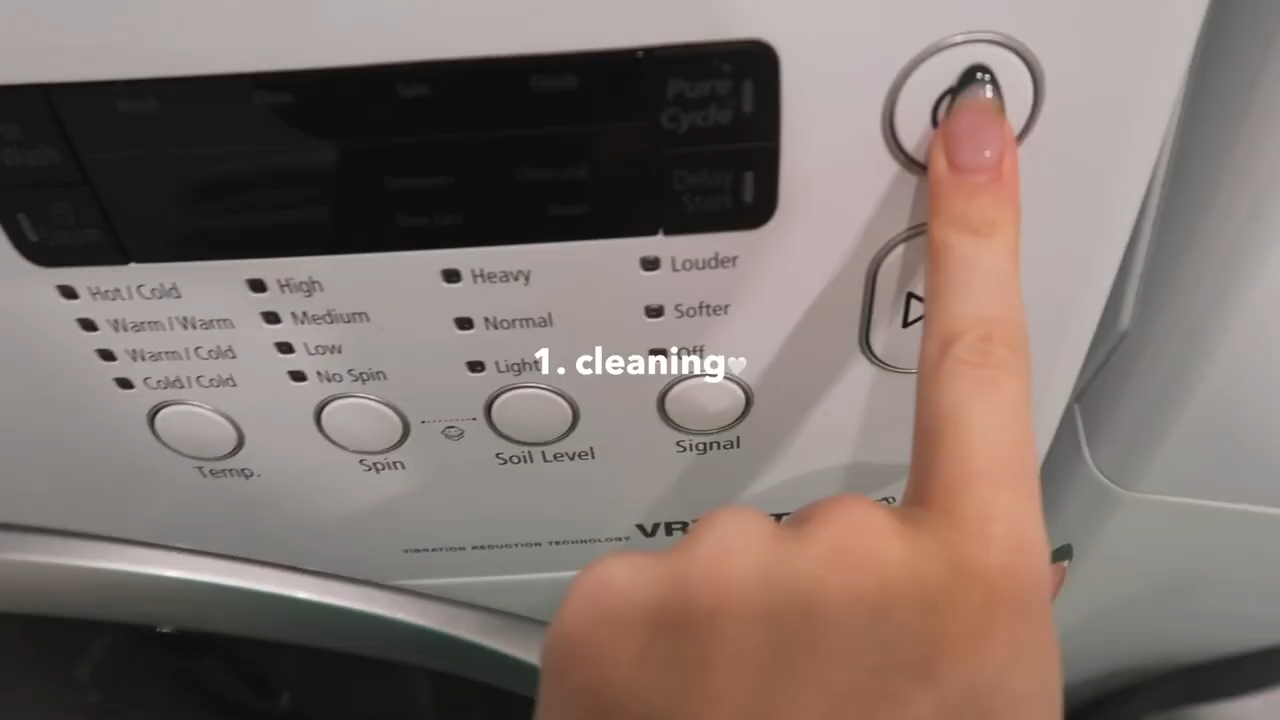 Pure
Cycle
Delay
Start
Hot / Cold
Warm / Warm
Warm / Cold
Cold / Cold
Temp.
High
Medium
Low
No Spin
Spin
Heavy
Normal
Light
Soil Level
Louder
Softer
Off
Signal
1. cleaning♡
VIBRATION REDUCTION TECHNOLOGY